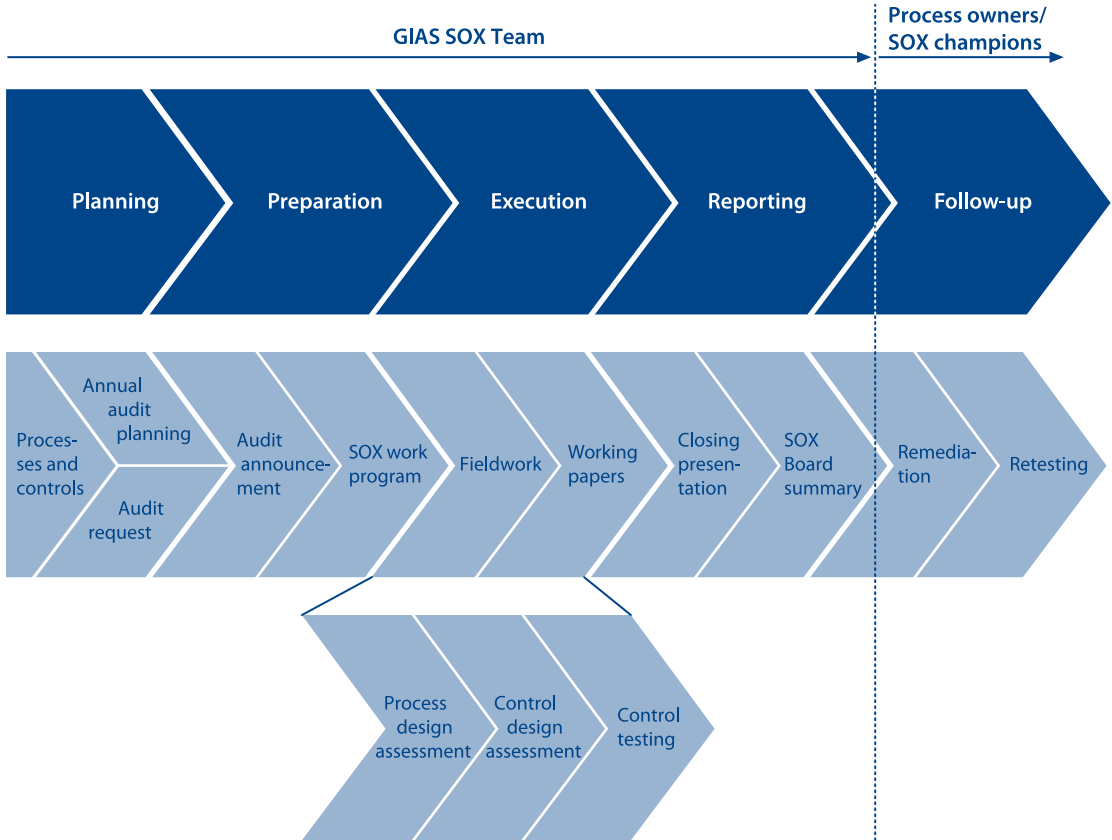 GIAS SOX Team
Process owners/
SOX champions
Planning
Preparation
Execution
Reporting
Follow-up
Proces-
ses and
controls
Annual
audit
planning
Audit
request
Audit
announce-
ment
SOX work
program
Fieldwork
Working
papers
Closing
presen-
tation
SOX
Board
summary
Remedia-
tion
Retesting
Process
design
assessment
Control
design
assessment
Control
testing